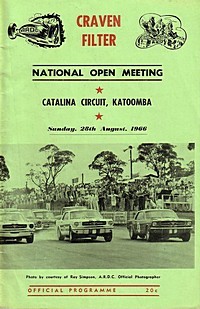 CRAVEN
FILTER
NATIONAL OPEN MEETING
CATALINA CIRCUIT, KATOOMBA
Sunday, 28th August, 1966
Photo by courtesy of Ray Simpson, A.R.D.C. Official Photographer
OFFICIAL PROGRAMME 20c